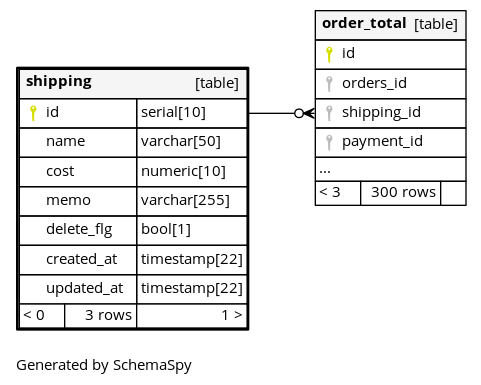 shipping [table]
id serial[10]
name varchar[50]
cost numeric[10]
memo varchar[255]
delete_flg bool[1]
created_at timestamp[22]
updated_at timestamp[22]
< 0 3 rows 1 >
order_total [table]
id
orders_id
shipping_id
payment_id
...
< 3 300 rows
Generated by SchemaSpy